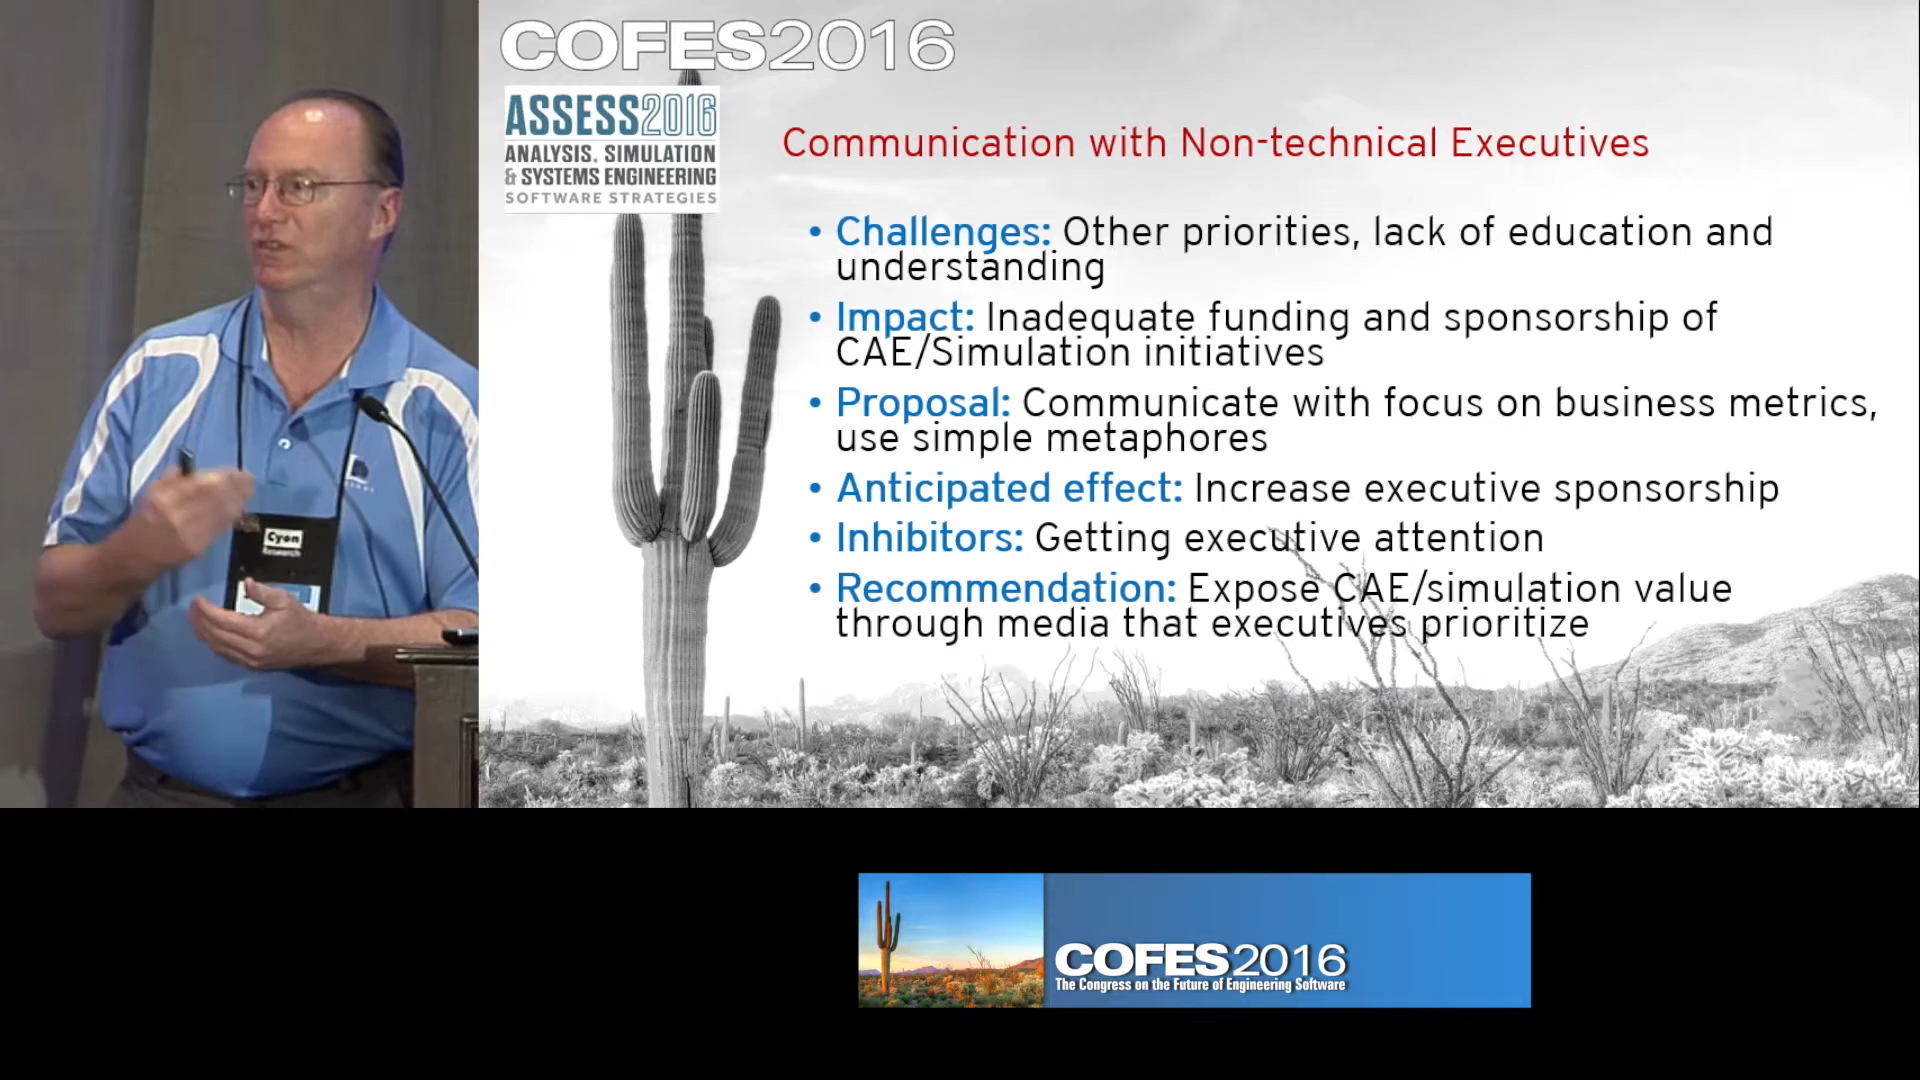 COFES2016
ASSESS2016
ANALYSIS, SIMULATION
& SYSTEMS ENGINEERING
SOFTWARE STRATEGIES
Communication with Non-technical Executives
• Challenges: Other priorities, lack of education and
understanding
• Impact: Inadequate funding and sponsorship of
CAE/Simulation initiatives
• Proposal: Communicate with focus on business metrics,
use simple metaphores
• Anticipated effect: Increase executive sponsorship
• Inhibitors: Getting executive attention
• Recommendation: Expose CAE/simulation value
through media that executives prioritize
Cyon
Research
COFES2016
The Congress on the Future of Engineering Software